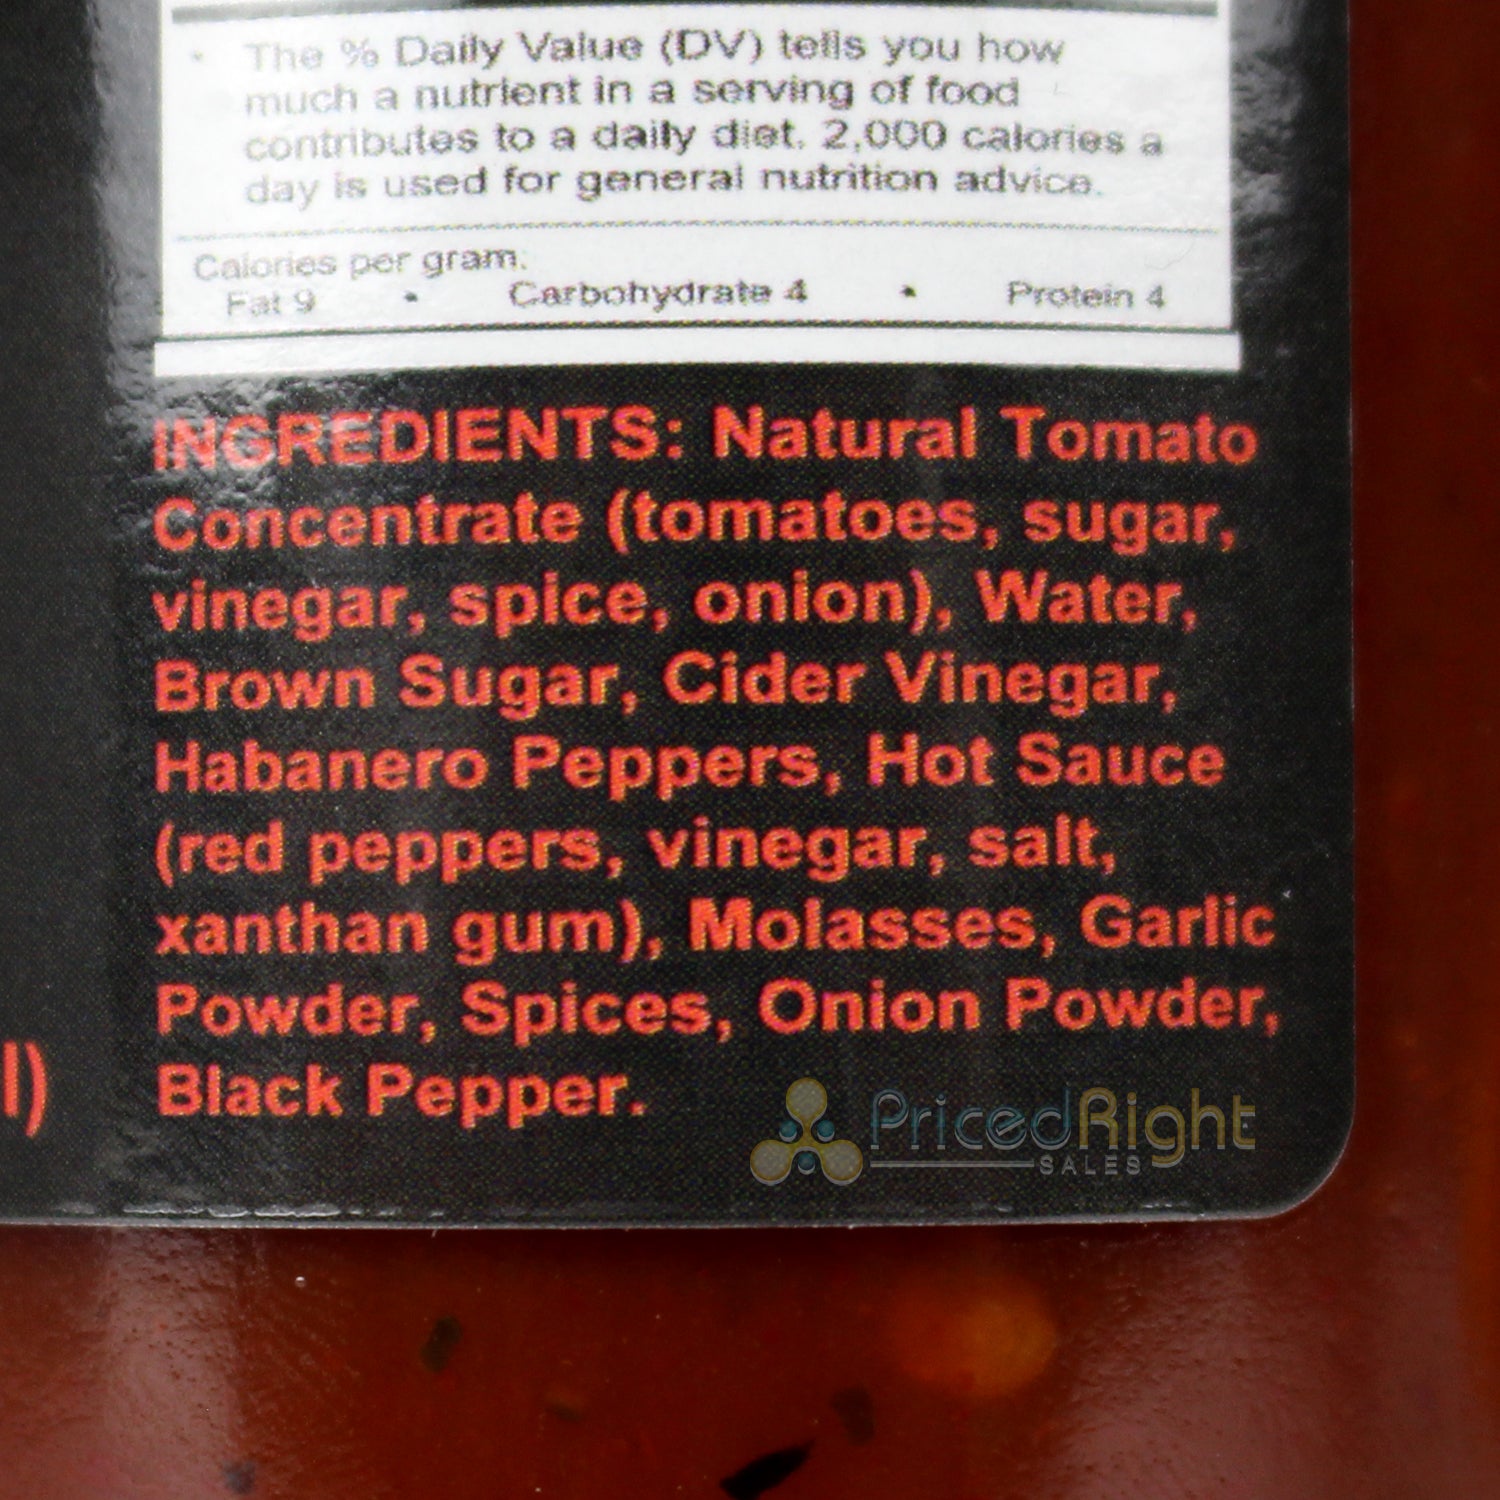 • The % Daily Value (DV) tells you how
much a nutrient in a serving of food
contributes to a daily diet. 2,000 calories a
day is used for general nutrition advice.
Calories per gram:
Fat 9 • Carbohydrate 4 • Protein 4
INGREDIENTS: Natural Tomato
Concentrate (tomatoes, sugar,
vinegar, spice, onion), Water,
Brown Sugar, Cider Vinegar,
Habanero Peppers, Hot Sauce
(red peppers, vinegar, salt,
xanthan gum), Molasses, Garlic
Powder, Spices, Onion Powder,
Black Pepper.
l)
PricedRight
SALES